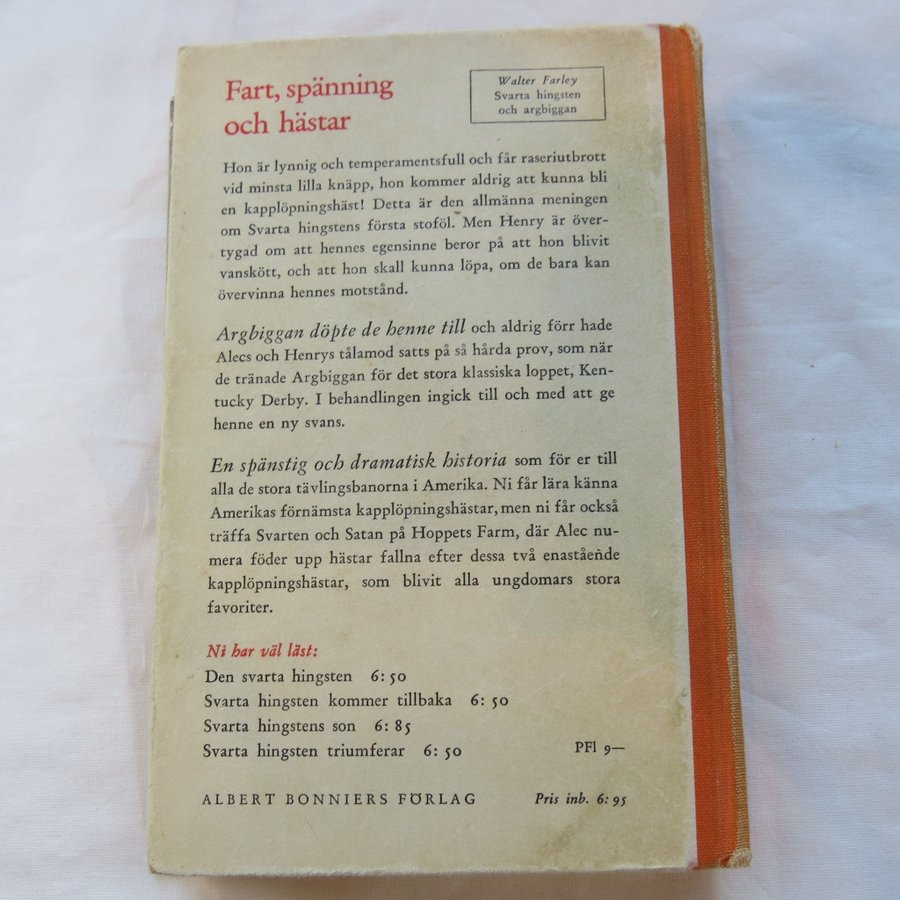 Fart, spänning
och hästar
Walter Farley
Svarta hingsten
och argbiggan
Hon är lynnig och temperamentsfull och får raseriutbrott
vid minsta lilla knäpp, hon kommer aldrig att kunna bli
en kapplöpningshäst! Detta är den allmänna meningen
om Svarta hingstens första stoföl. Men Henry är över-
tygad om att hennes egensinne beror på att hon blivit
vanskött, och att hon skall kunna löpa, om de bara kan
övervinna hennes motstånd.
Argbiggan döpte de henne till och aldrig förr hade
Alecs och Henrys tålamod satts på så hårda prov, som när
de tränade Argbiggan för det stora klassiska loppet, Ken-
tucky Derby. I behandlingen ingick till och med att ge
henne en ny svans.
En spänstig och dramatisk historia som för er till
alla de stora tävlingsbanorna i Amerika. Ni får lära känna
Amerikas förnämsta kapplöpningshästar, men ni får också
träffa Svarten och Satan på Hoppets Farm, där Alec nu-
mera föder upp hästar fallna efter dessa två enastående
kapplöpningshästar, som blivit alla ungdomars stora
favoriter.
Ni har väl läst:
Den svarta hingsten 6: 50
Svarta hingsten kommer tillbaka 6: 50
Svarta hingstens son 6: 85
Svarta hingsten triumferar 6: 50
PFl 9—
ALBERT BONNIERS FÖRLAG
Pris inb. 6: 95